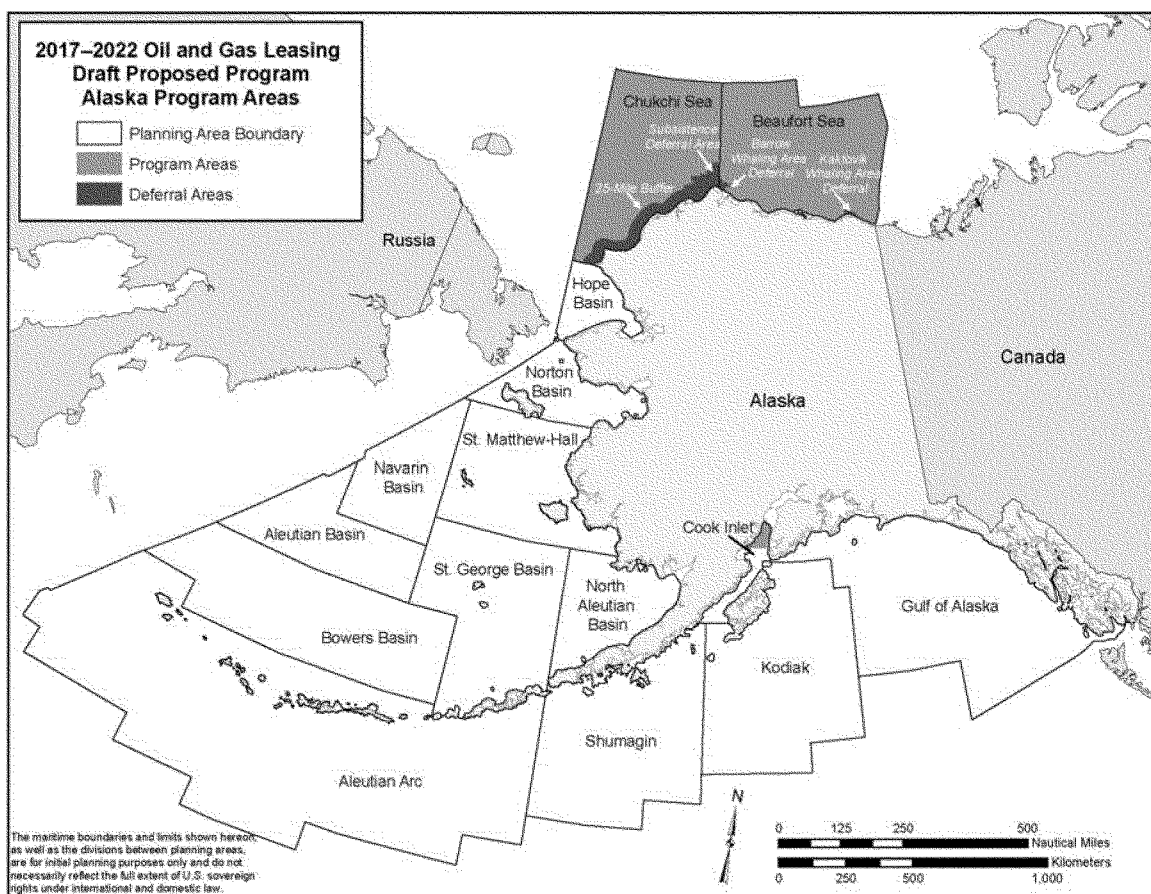 2017–2022 Oil and Gas Leasing
Draft Proposed Program
Alaska Program Areas
Planning Area Boundary
Program Areas
Deferral Areas
Chukchi Sea
Beaufort Sea
Subsistence
Deferral Area
Barrow
Whaling Area
Deferral
Kaktovik
Whaling Area
Deferral
25-Mile Buffer
Russia
Hope
Basin
Canada
Norton
Basin
Alaska
St. Matthew-Hall
Navarin
Basin
Cook Inlet
Aleutian Basin
St. George Basin
North
Aleutian
Basin
Gulf of Alaska
Bowers Basin
Kodiak
Shumagin
Aleutian Arc
N
The maritime boundaries and limits shown hereon,
as well as the divisions between planning areas,
are for initial planning purposes only and do not
necessarily reflect the full extent of U.S. sovereign
rights under international and domestic law.
0 125 250 500
Nautical Miles
Kilometers
0 250 500 1,000